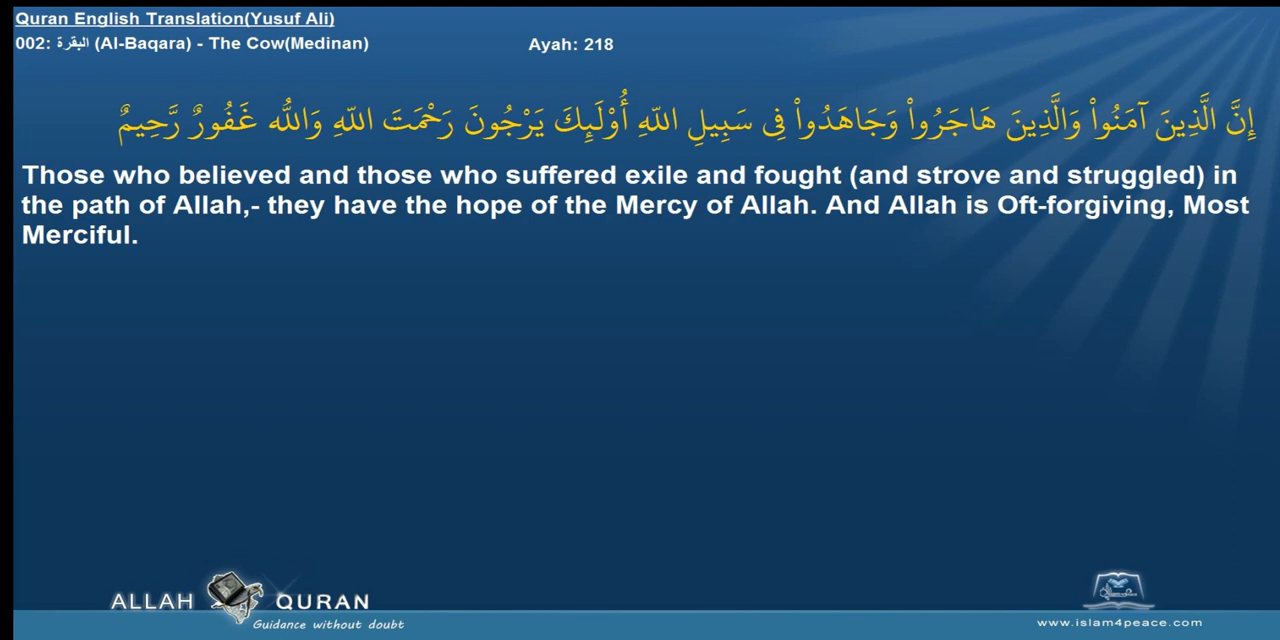 Quran English Translation(Yusuf Ali)
002: البقرة (Al-Baqara) - The Cow(Medinan)
Ayah: 218
إِنَّ الَّذِينَ آمَنُواْ وَالَّذِينَ هَاجَرُواْ وَجَاهَدُواْ فِي سَبِيلِ اللّهِ أُوْلَئِكَ يَرْجُونَ رَحْمَتَ اللّهِ وَاللّهُ غَفُورٌ رَّحِيمٌ
Those who believed and those who suffered exile and fought (and strove and struggled) in
the path of Allah,- they have the hope of the Mercy of Allah. And Allah is Oft-forgiving, Most
Merciful.
ALLAH QURAN
Guidance without doubt
www.islam4peace.com